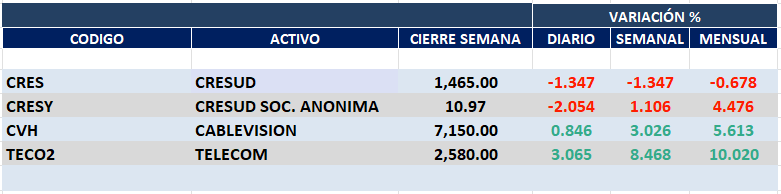 VARIACIÓN %
CODIGO ACTIVO CIERRE SEMANA DIARIO SEMANAL MENSUAL
CRES CRESUD 1,465.00 -1.347 -1.347 -0.678
CRESY CRESUD SOC. ANONIMA 10.97 -2.054 1.106 4.476
CVH CABLEVISION 7,150.00 0.846 3.026 5.613
TECO2 TELECOM 2,580.00 3.065 8.468 10.020